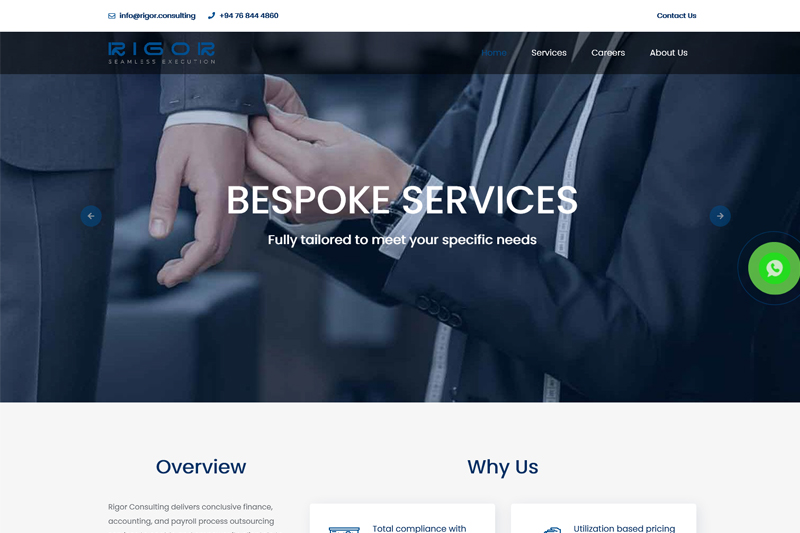 info@rigor.consulting +94 76 844 4860 Contact Us
RIGOR
SEAMLESS EXECUTION
Home Services Careers About Us
BESPOKE SERVICES
Fully tailored to meet your specific needs
Overview
Why Us
Rigor Consulting delivers conclusive finance,
accounting, and payroll process outsourcing
Total compliance with
Utilization based pricing